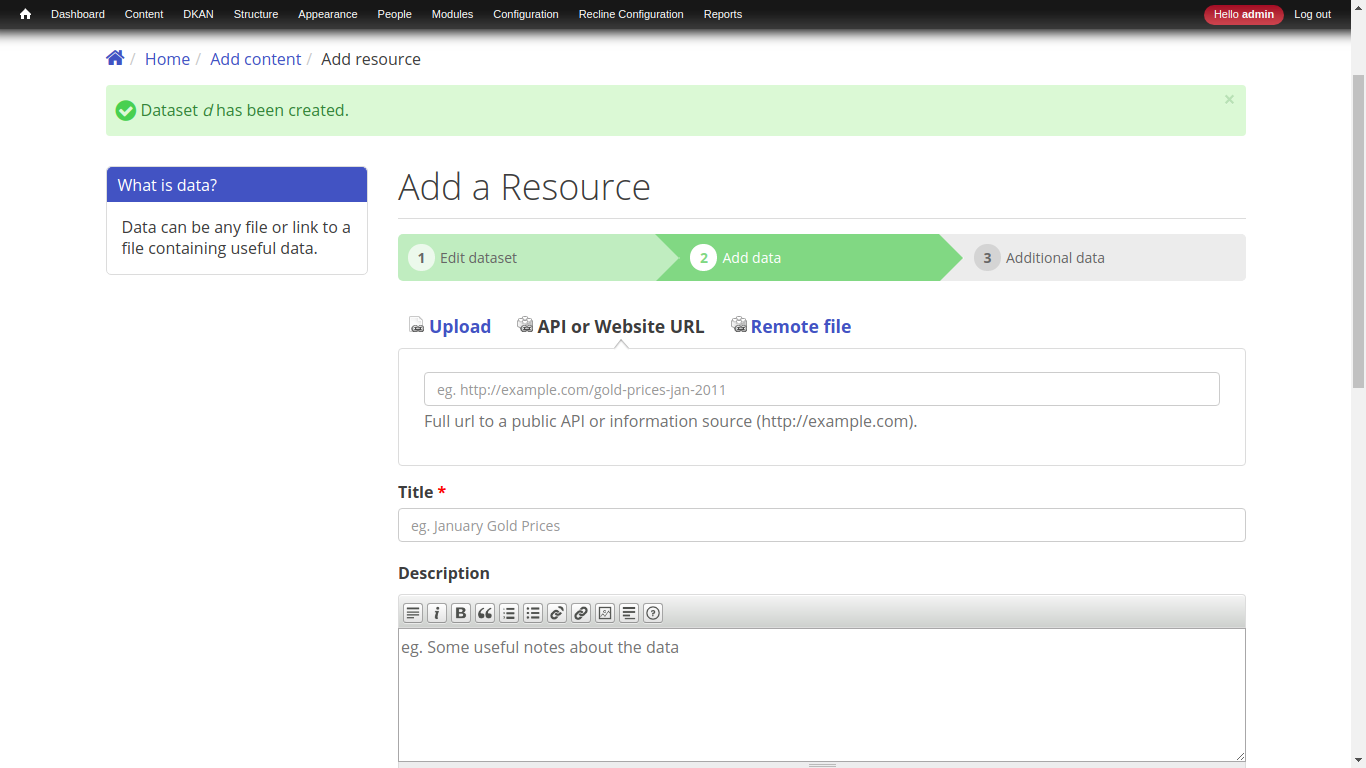 Dashboard Content DKAN Structure Appearance People Modules Configuration Recline Configuration Reports Hello admin Log out
/ Home / Add content / Add resource
Dataset d has been created. ×
What is data?
Data can be any file or link to a
file containing useful data.
Add a Resource
1 Edit dataset 2 Add data 3 Additional data
Upload API or Website URL Remote file
eg. http://example.com/gold-prices-jan-2011
Full url to a public API or information source (http://example.com).
Title *
eg. January Gold Prices
Description
i B
eg. Some useful notes about the data